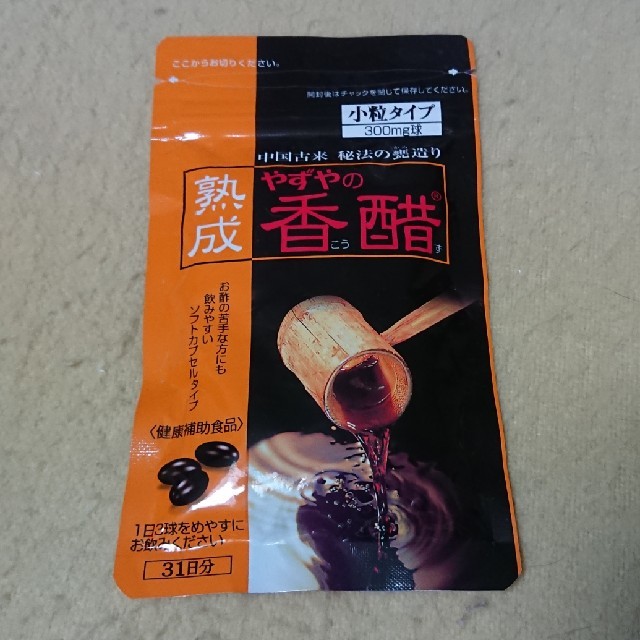 ここからお切りください。
開封後はチャックを閉じて保存してください。
小粒タイプ
300mg球
中国古来 秘法の甕造り
かめ
熟成
やずやの
香醋®
こう
ず
お酢の苦手な方にも
飲みやすい
ソフトカプセルタイプ
〈健康補助食品〉
1日3球をめやすに
お飲みください
31日分